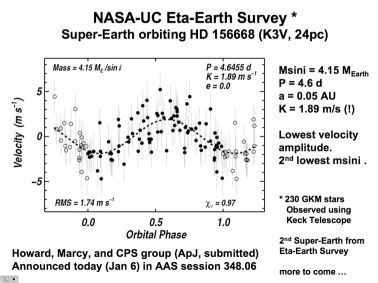 NASA-UC Eta-Earth Survey *
Super-Earth orbiting HD 156668 (K3V, 24pc)
Mass = 4.15 M_E /sin i
P = 4.6455 d
K = 1.89 m s⁻¹
e = 0.0
Velocity (m s⁻¹)
5
0
−5
RMS = 1.74 m s⁻¹
χᵥ = 0.97
0.0
0.5
1.0
Orbital Phase
Msini = 4.15 M_Earth
P = 4.6 d
a = 0.05 AU
K = 1.89 m/s (!)
Lowest velocity
amplitude.
2nd lowest msini .
* 230 GKM stars
Observed using
Keck Telescope
2nd Super-Earth from
Eta-Earth Survey
more to come …
Howard, Marcy, and CPS group (ApJ, submitted)
Announced today (Jan 6) in AAS session 348.06